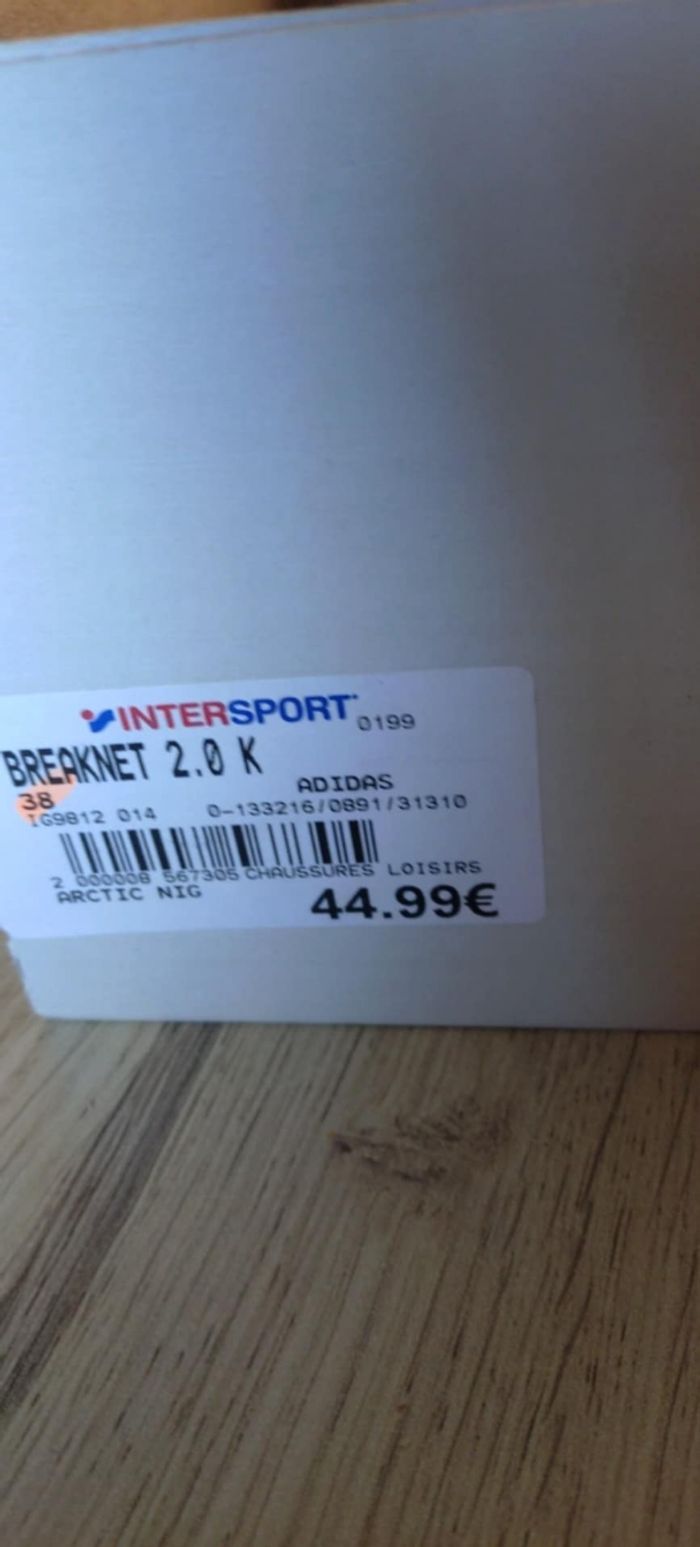 INTERSPORT 0199
BREAKNET 2.0 K
ADIDAS
38
IG9812 014 0-133216/0891/31310
2 000008 567305 CHAUSSURES LOISIRS
ARCTIC NIG
44.99€